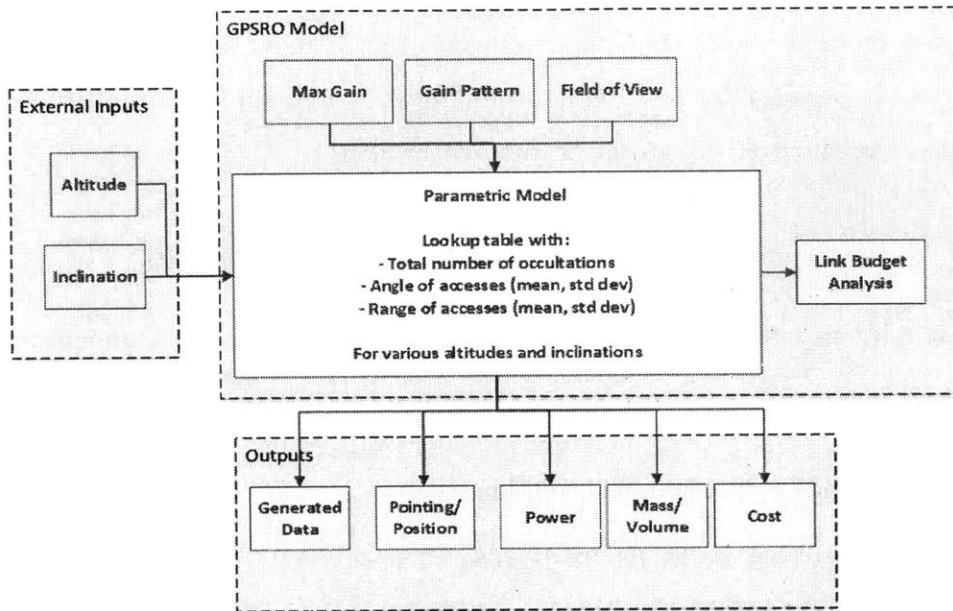 GPSRO Model
Max Gain
Gain Pattern
Field of View
External Inputs
Altitude
Inclination
Parametric Model
Lookup table with:
- Total number of occultations
- Angle of accesses (mean, std dev)
- Range of accesses (mean, std dev)
For various altitudes and inclinations
Link Budget
Analysis
Outputs
Generated
Data
Pointing/
Position
Power
Mass/
Volume
Cost